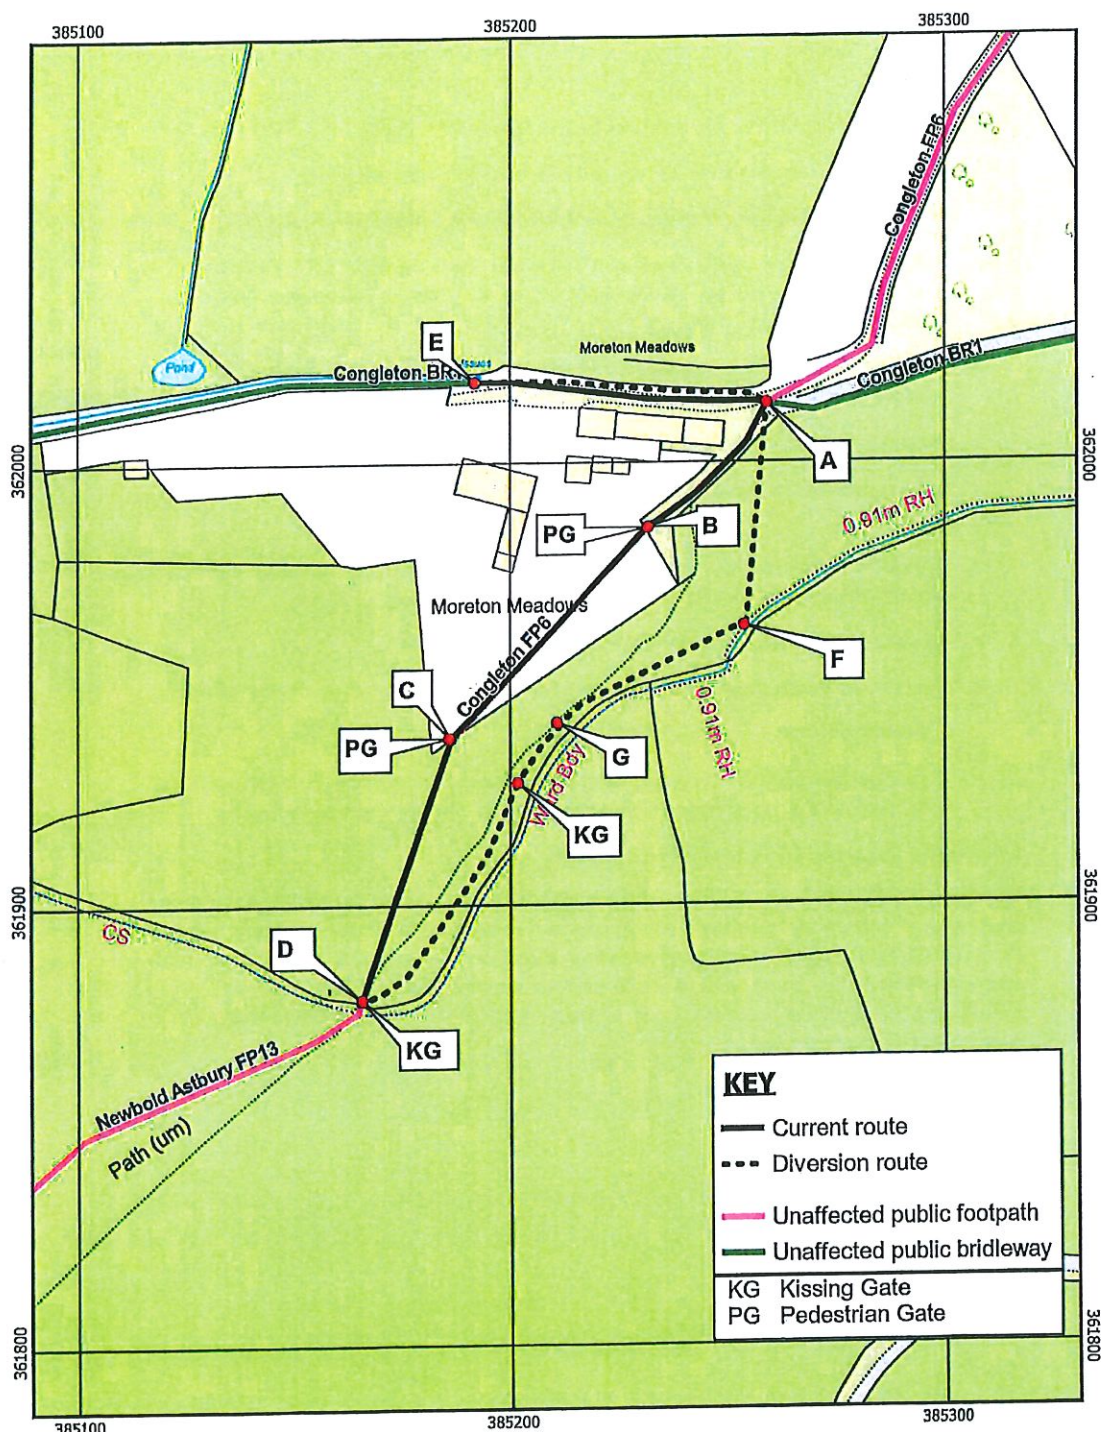 385100
385200
385300
Congleton FP6
E
Moreton Meadows
Pond
Congleton BR
Congleton BR1
362000
A
362000
0.91m RH
PG
B
Moreton Meadows
Congleton FP6
F
C
PG
0.91m RH
G
Ward Bdy
KG
361900
361900
CS
D
KG
Newbold Astbury FP13
Path (um)
KEY
Current route
Diversion route
Unaffected public footpath
Unaffected public bridleway
KG Kissing Gate
PG Pedestrian Gate
361800
361800
385100
385200
385300